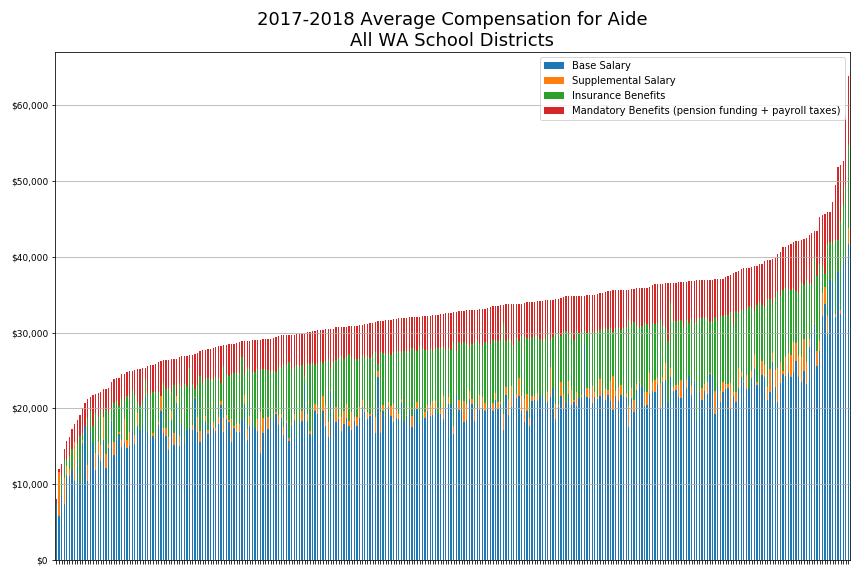 2017-2018 Average Compensation for Aide
All WA School Districts
Base Salary
Supplemental Salary
Insurance Benefits
Mandatory Benefits (pension funding + payroll taxes)
$60,000
$50,000
$40,000
$30,000
$20,000
$10,000
$0